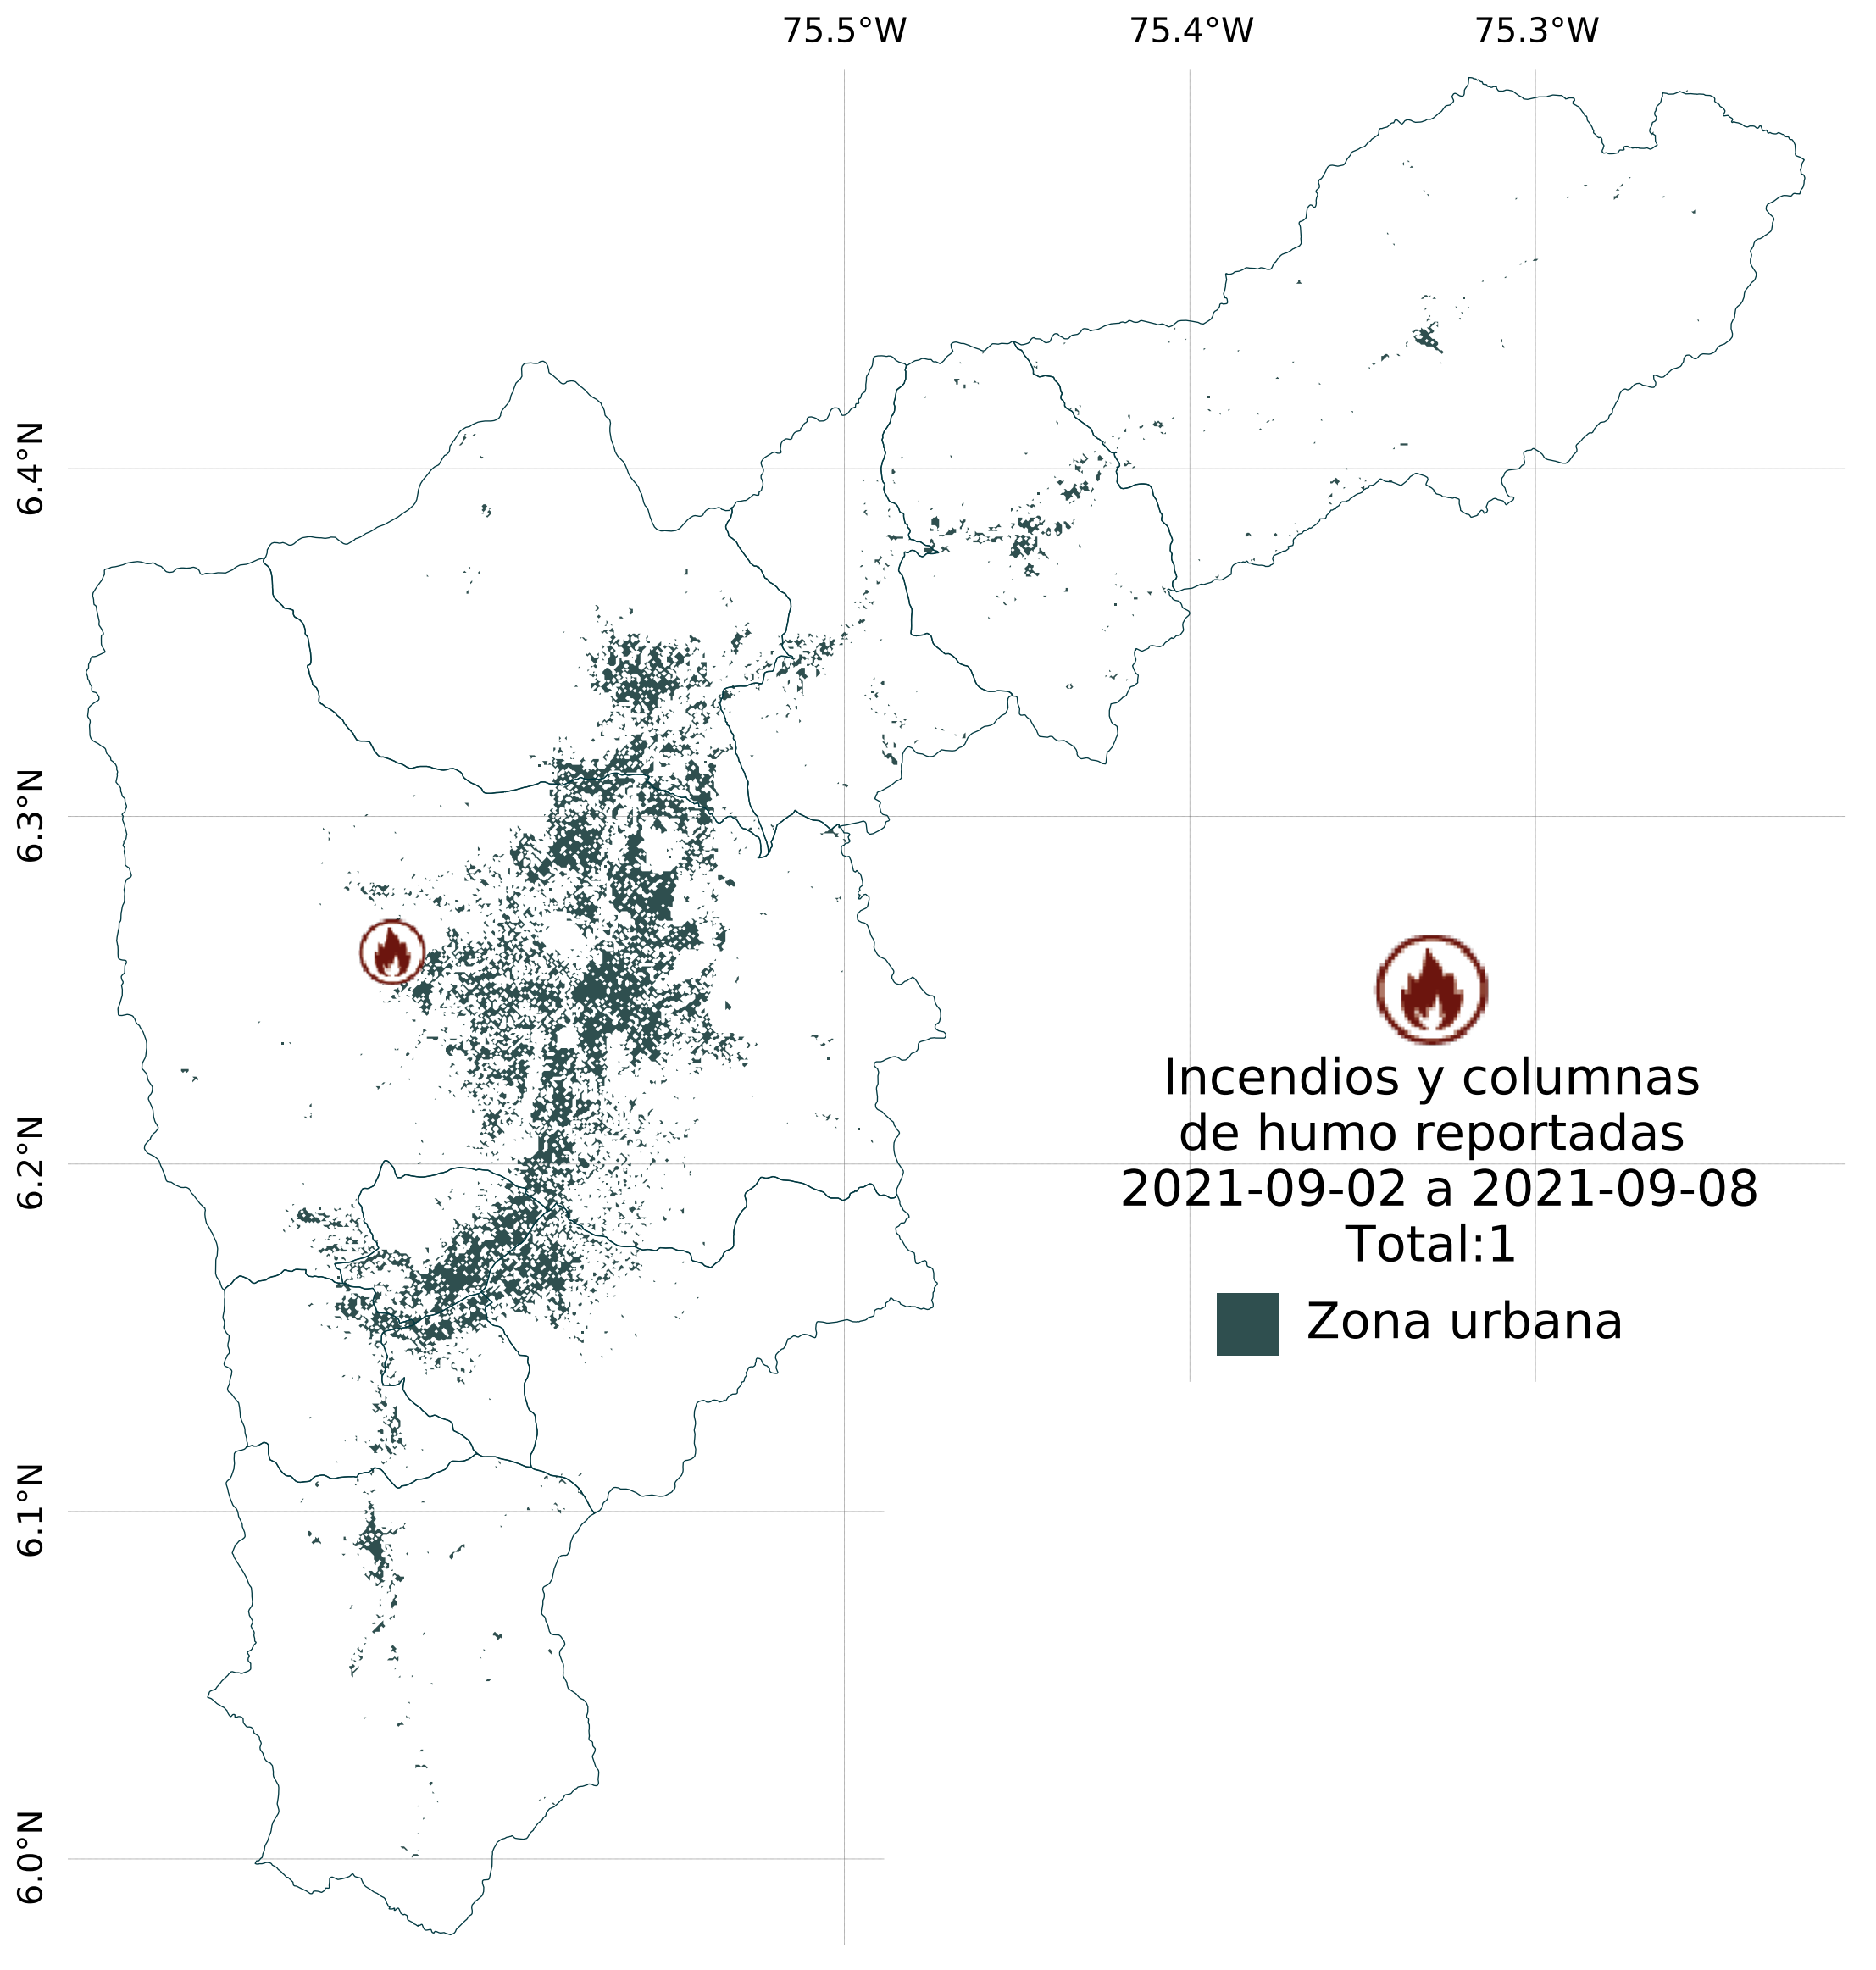 75.5°W 75.4°W 75.3°W
6.4°N
6.3°N
6.2°N
6.1°N
6.0°N
Incendios y columnas
de humo reportadas
2021-09-02 a 2021-09-08
Total:1
Zona urbana